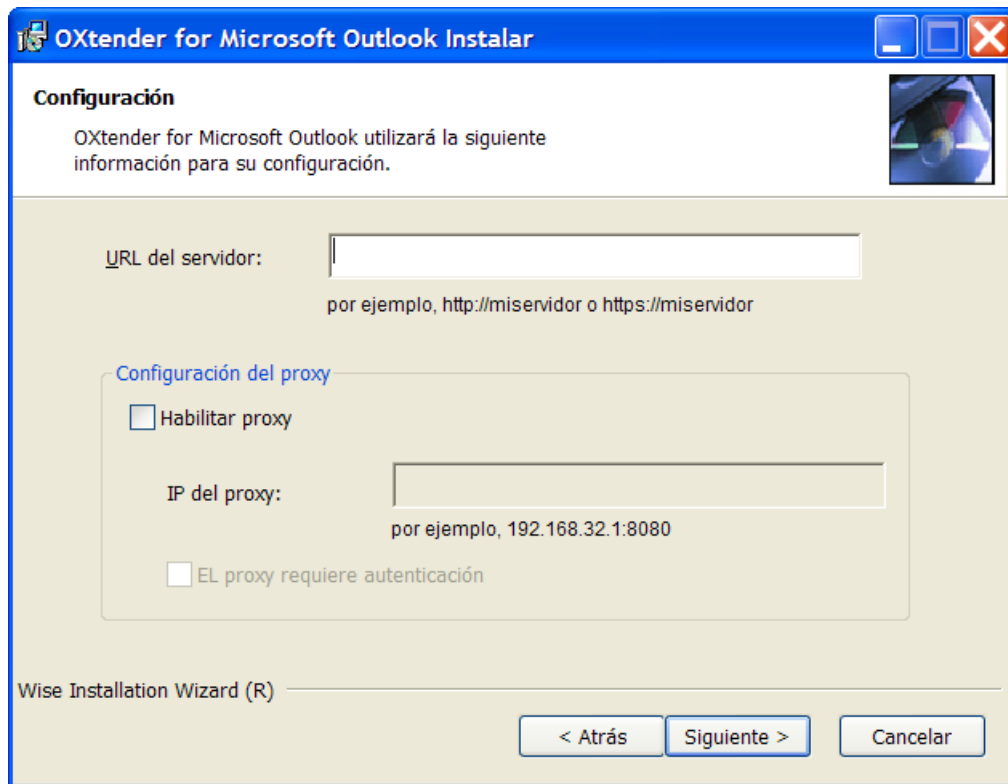 OXtender for Microsoft Outlook Instalar
Configuración
OXtender for Microsoft Outlook utilizará la siguiente
información para su configuración.
URL del servidor:
por ejemplo, http://miservidor o https://miservidor
Configuración del proxy
Habilitar proxy
IP del proxy:
por ejemplo, 192.168.32.1:8080
EL proxy requiere autenticación
Wise Installation Wizard (R)
< Atrás
Siguiente >
Cancelar